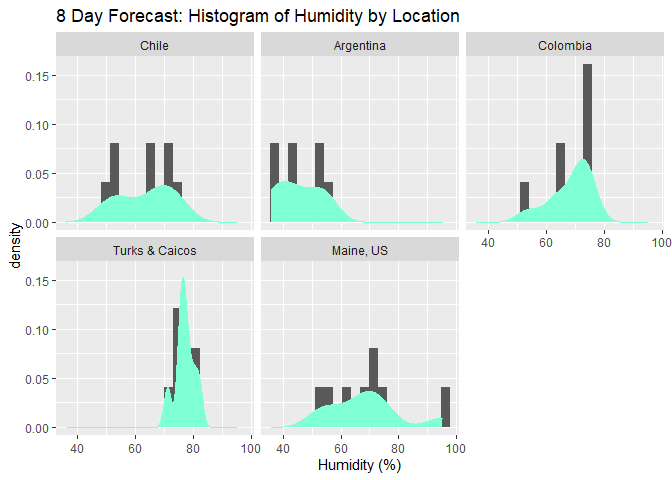 8 Day Forecast: Histogram of Humidity by Location
Chile Argentina Colombia
0.15
0.10
0.05
0.00
40 60 80 100
Turks & Caicos Maine, US
0.15
0.10
0.05
0.00
40 60 80 100 40 60 80 100
density
Humidity (%)